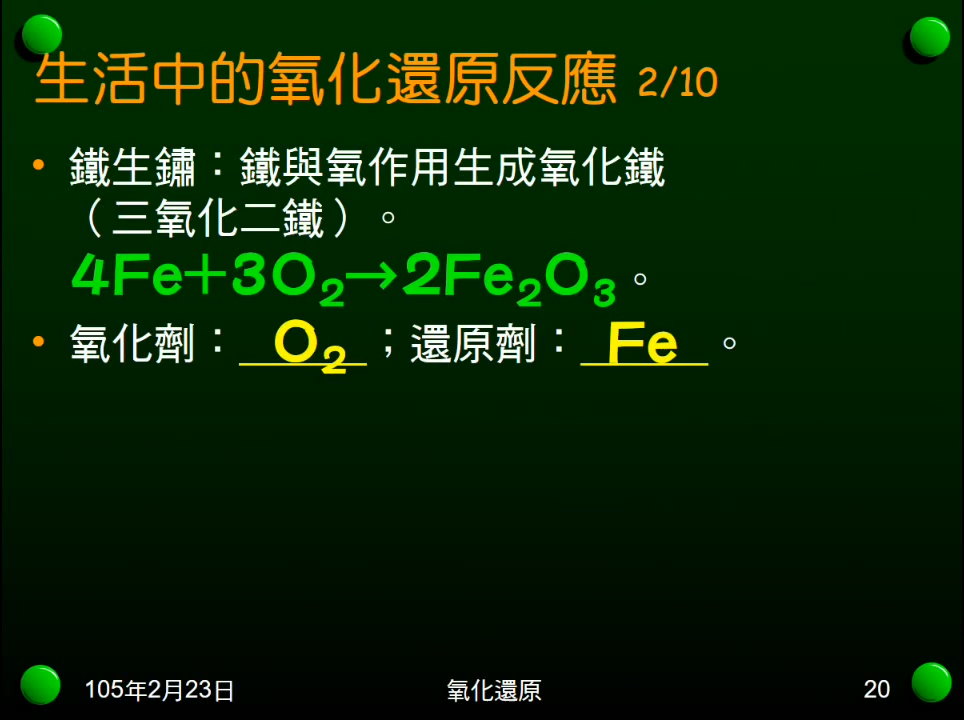 生活中的氧化還原反應 2/10
• 鐵生鏽：鐵與氧作用生成氧化鐵
（三氧化二鐵）。
4Fe+3O₂→2Fe₂O₃。
• 氧化劑：＿O₂＿；還原劑：＿Fe＿。
105年2月23日
氧化還原
20